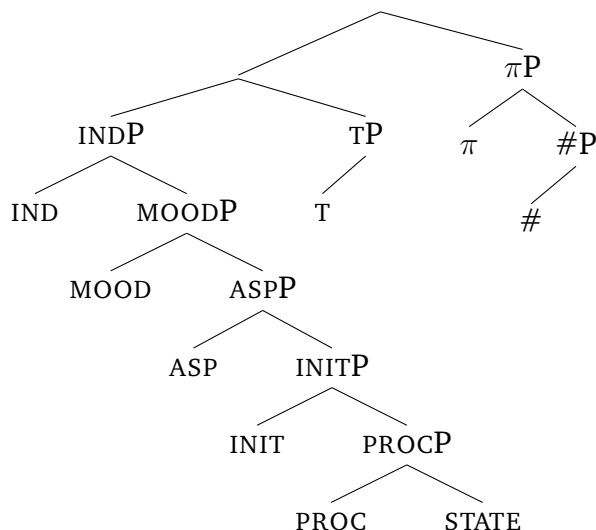 πP
INDP TP π #P
IND MOODP T #
MOOD ASPP
ASP INITP
INIT PROCP
PROC STATE